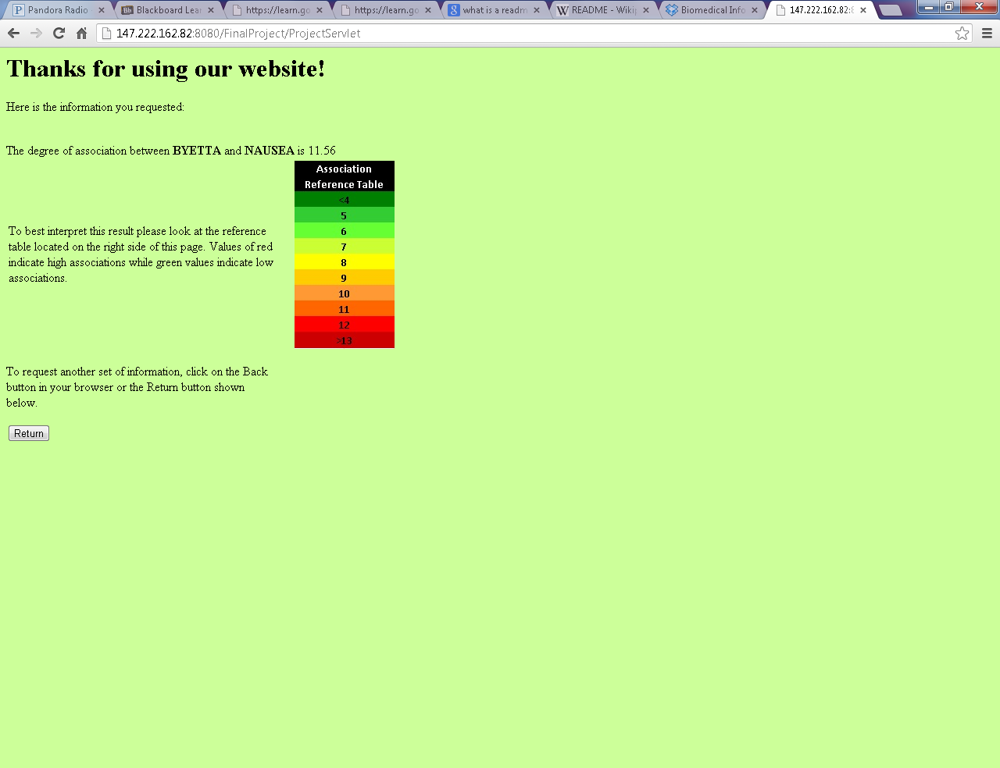 Pandora Radio
Blackboard Lear
https://learn.go
https://learn.go
what is a readm
README - Wikip
Biomedical Info
147.222.162.82:8
147.222.162.82:8080/FinalProject/ProjectServlet
Thanks for using our website!
Here is the information you requested:
The degree of association between BYETTA and NAUSEA is 11.56
Association
Reference Table
<4
5
6
7
8
9
10
11
12
>13
To best interpret this result please look at the reference
table located on the right side of this page. Values of red
indicate high associations while green values indicate low
associations.
To request another set of information, click on the Back
button in your browser or the Return button shown
below.
Return